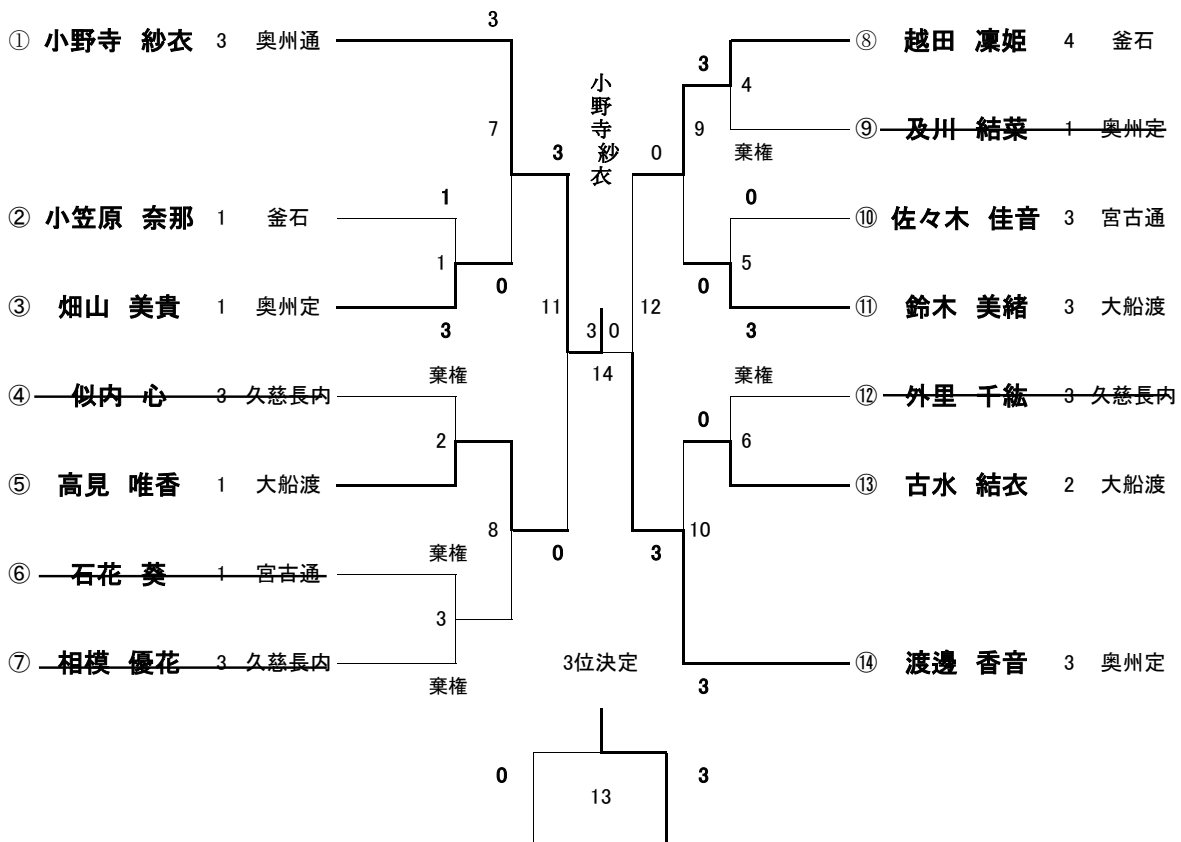 3
① 小野寺 紗衣 3 奥州通
⑧ 越田 凜姫 4 釜石
3
4
小野寺紗衣
7
9
⑨ 及川 結菜 1 奥州定
3
0
棄権
1
0
② 小笠原 奈那 1 釜石
⑩ 佐々木 佳音 3 宮古通
1
5
0
0
③ 畑山 美貴 1 奥州定
11
12
⑪ 鈴木 美緒 3 大船渡
3
3 0
3
棄権
14
棄権
④ 似内 心 3 久慈長内
⑫ 外里 千紘 3 久慈長内
0
2
6
⑤ 高見 唯香 1 大船渡
⑬ 古水 結衣 2 大船渡
8
10
棄権
0
3
⑥ 石花 葵 1 宮古通
3
⑦ 相模 優花 3 久慈長内
3位決定
⑭ 渡邊 香音 3 奥州定
棄権
3
0
3
13